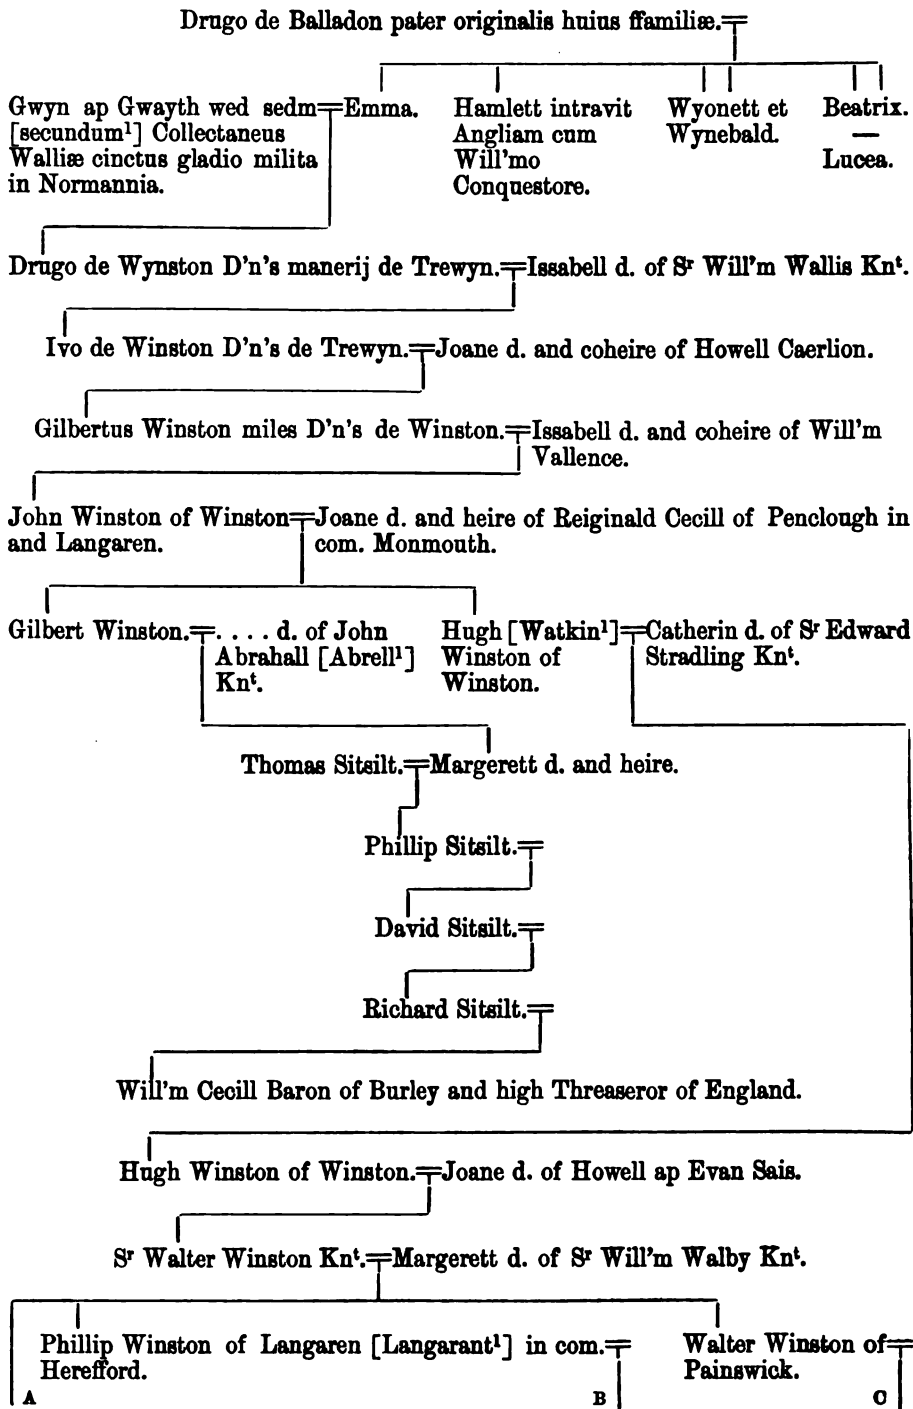 Drugo de Balladon pater originalis huius ffamiliæ.
Gwyn ap Gwayth wed sedm
[secundum¹] Collectaneus
Walliæ cinctus gladio milita
in Normannia.
Emma.
Hamlett intravit
Angliam cum
Will'mo
Conquestore.
Wyonett et
Wynebald.
Beatrix.
—
Lucea.
Drugo de Wynston D'n's manerij de Trewyn. Issabell d. of Sʳ Will'm Wallis Knᵗ.
Ivo de Winston D'n's de Trewyn. Joane d. and coheire of Howell Caerlion.
Gilbertus Winston miles D'n's de Winston. Issabell d. and coheire of Will'm
Vallence.
John Winston of Winston
and Langaren.
Joane d. and heire of Reiginald Cecill of Penclough in
com. Monmouth.
Gilbert Winston.
. . . . d. of John
Abrahall [Abrell¹]
Knᵗ.
Hugh [Watkin¹]
Winston of
Winston.
Catherin d. of Sʳ Edward
Stradling Knᵗ.
Thomas Sitsilt. Margerett d. and heire.
Phillip Sitsilt.
David Sitsilt.
Richard Sitsilt.
Will'm Cecill Baron of Burley and high Threaseror of England.
Hugh Winston of Winston. Joane d. of Howell ap Evan Sais.
Sʳ Walter Winston Knᵗ. Margerett d. of Sʳ Will'm Walby Knᵗ.
Phillip Winston of Langaren [Langarant¹] in com.
Herefford.
Walter Winston of
Painswick.
A B C